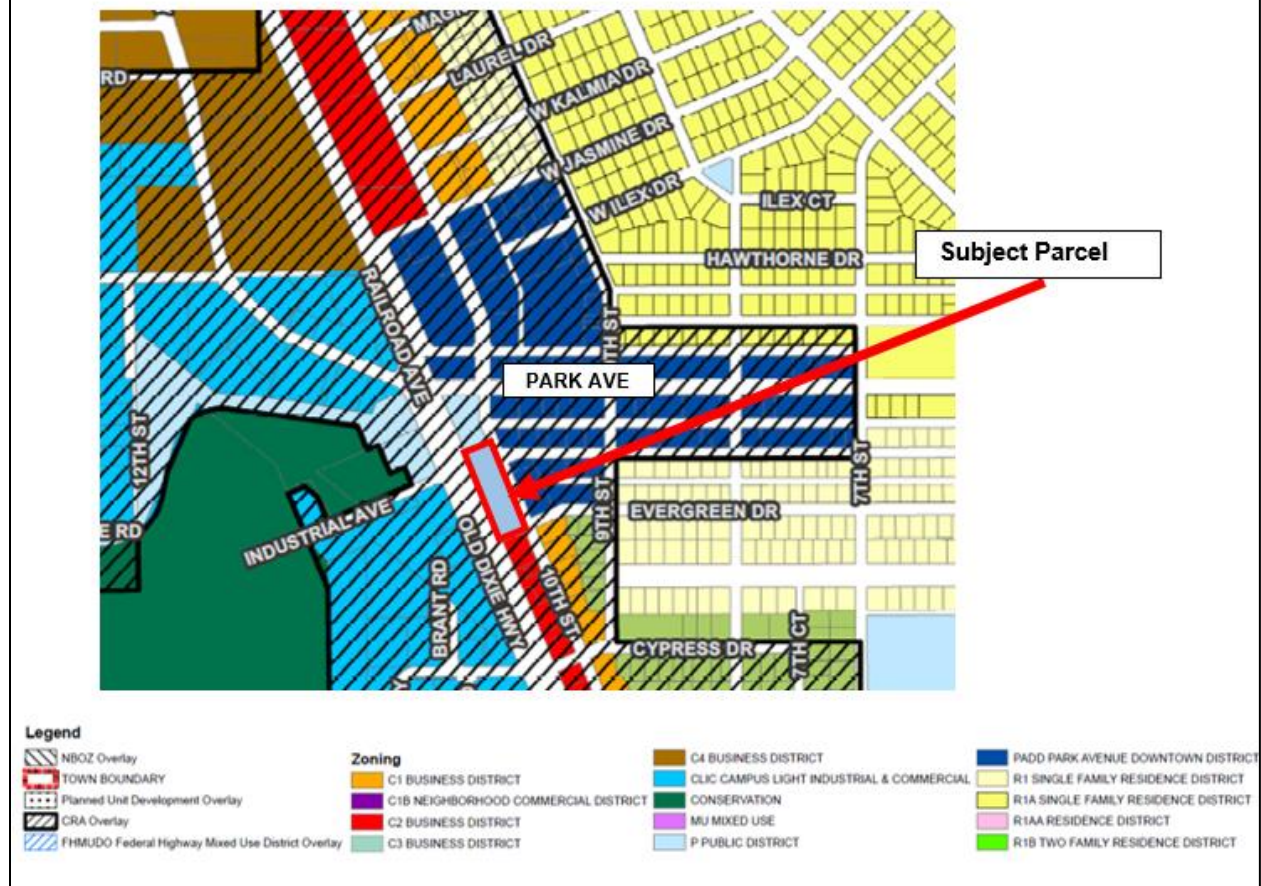 MAGN
LAUREL DR
RD
W KALMIA DR
W JASMINE DR
W ILEX DR
ILEX CT
HAWTHORNE DR
Subject Parcel
RAILROAD AVE
9TH ST
PARK AVE
12TH ST
7TH ST
9TH ST
EVERGREEN DR
E RD
INDUSTRIAL AVE
OLD DIXIE HWY
10TH ST
BRANT RD
CYPRESS DR
7TH CT
Legend
NBOZ Overlay
TOWN BOUNDARY
Planned Unit Development Overlay
CRA Overlay
FHMUDO Federal Highway Mixed Use District Overlay
Zoning
C1 BUSINESS DISTRICT
C1B NEIGHBORHOOD COMMERCIAL DISTRICT
C2 BUSINESS DISTRICT
C3 BUSINESS DISTRICT
C4 BUSINESS DISTRICT
CLIC CAMPUS LIGHT INDUSTRIAL & COMMERCIAL
CONSERVATION
MU MIXED USE
P PUBLIC DISTRICT
PADD PARK AVENUE DOWNTOWN DISTRICT
R1 SINGLE FAMILY RESIDENCE DISTRICT
R1A SINGLE FAMILY RESIDENCE DISTRICT
R1AA RESIDENCE DISTRICT
R1B TWO FAMILY RESIDENCE DISTRICT